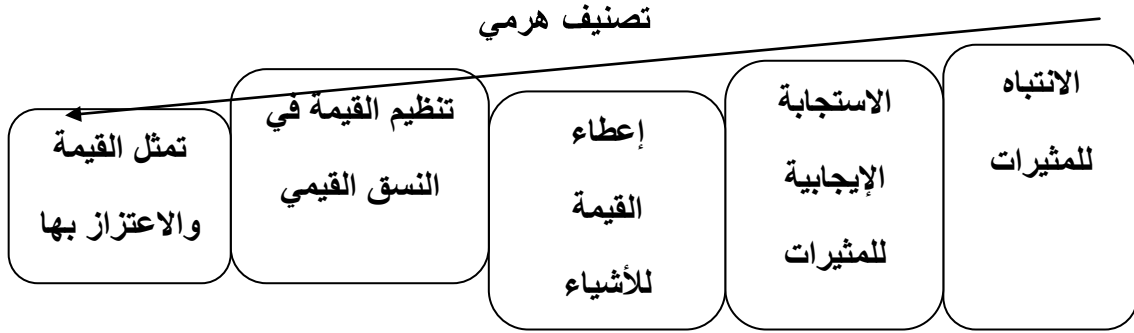 تصنيف هرمي
الانتباه
للمثيرات
الاستجابة
الإيجابية
للمثيرات
إعطاء
القيمة
للأشياء
تنظيم القيمة في
النسق القيمي
تمثل القيمة
والاعتزاز بها